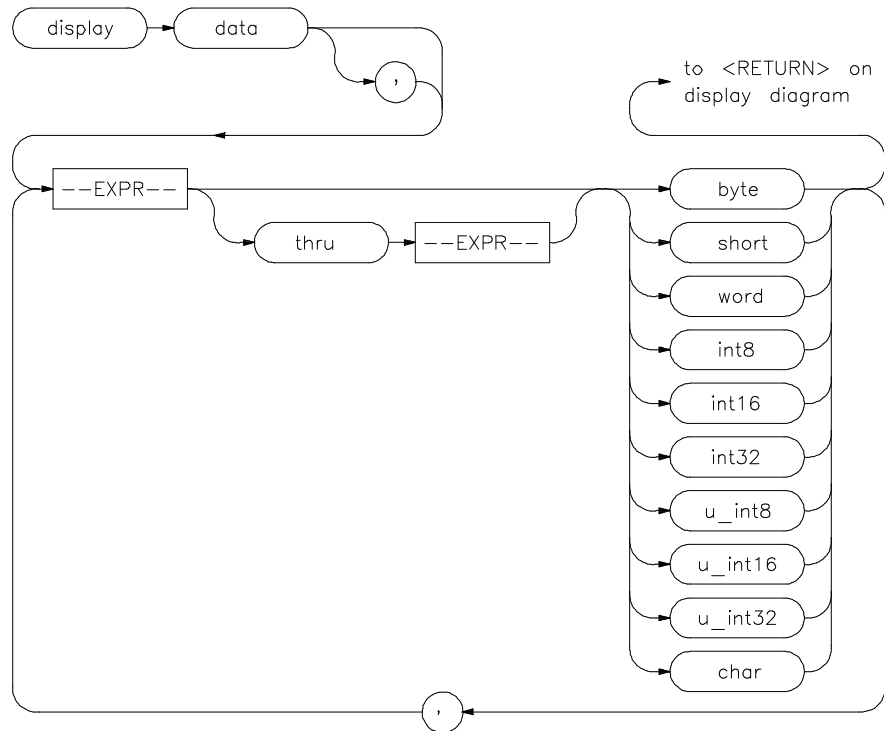 display
data
,
to <RETURN> on
display diagram
--EXPR--
byte
thru
--EXPR--
short
word
int8
int16
int32
u_int8
u_int16
u_int32
char
,